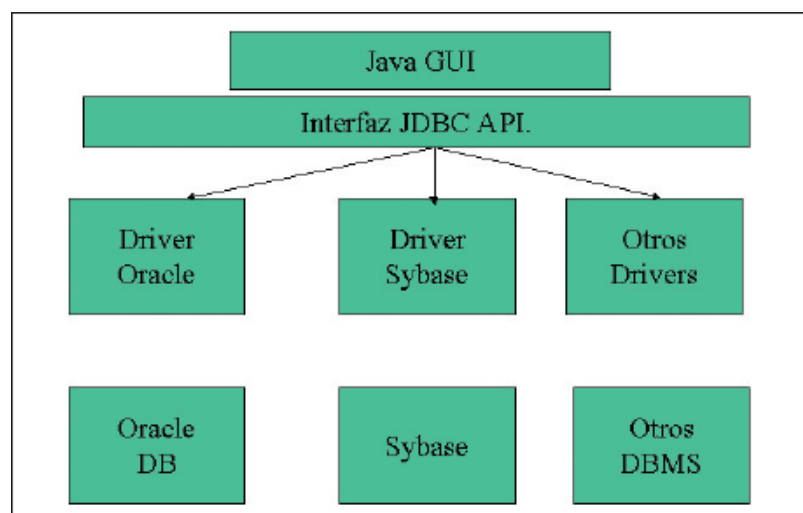 Java GUI
Interfaz JDBC API.
Driver
Oracle
Driver
Sybase
Otros
Drivers
Oracle
DB
Sybase
Otros
DBMS